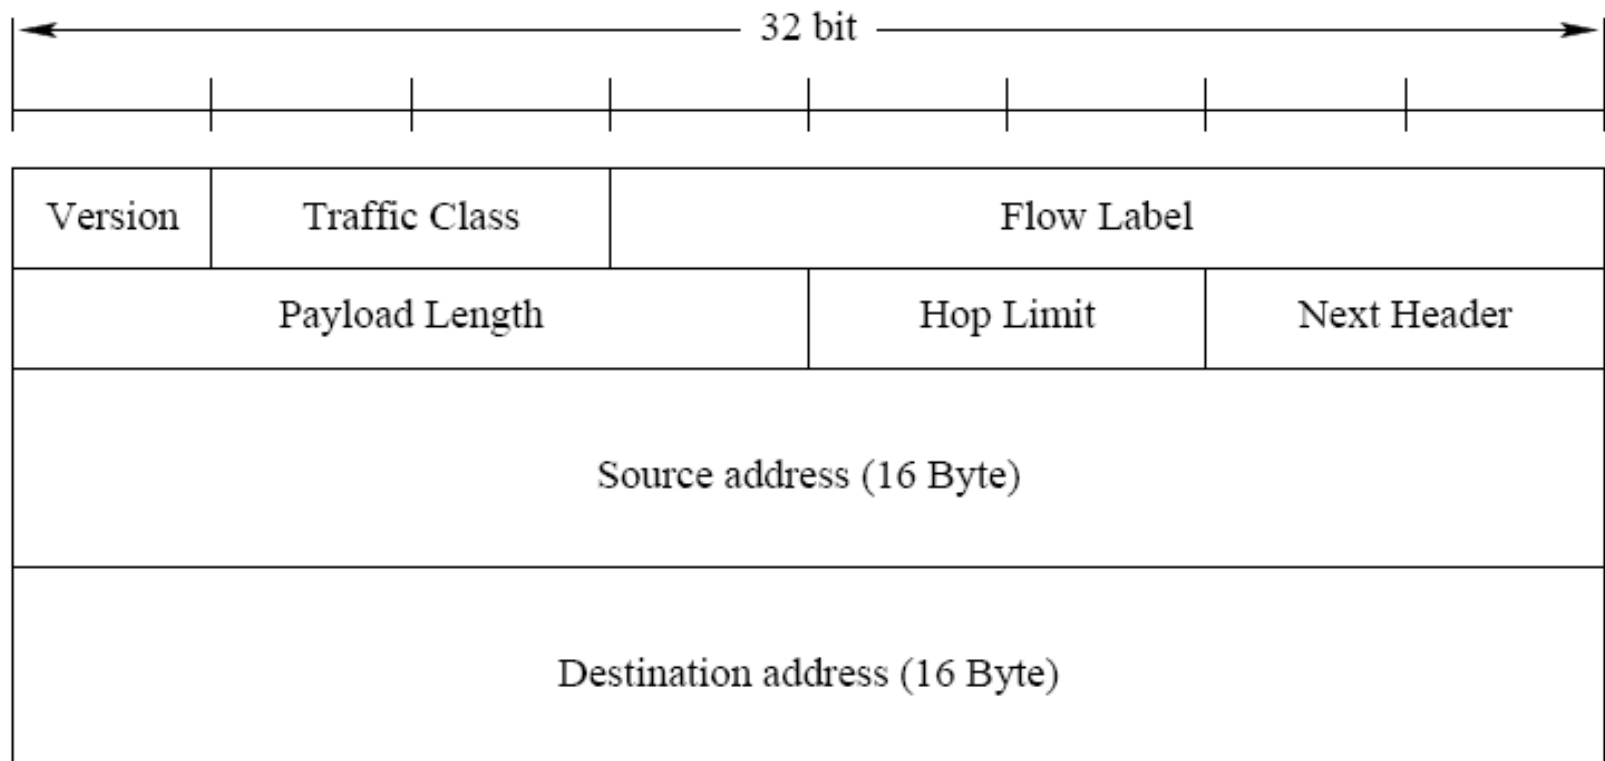 32 bit
Version Traffic Class Flow Label
Payload Length Hop Limit Next Header
Source address (16 Byte)
Destination address (16 Byte)